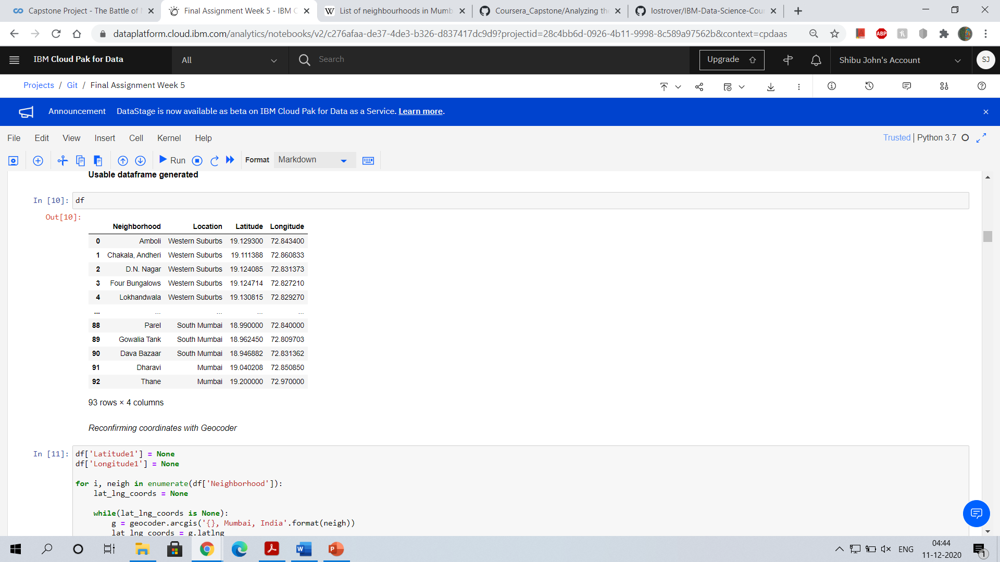 Capstone Project - The Battle of
Final Assignment Week 5 - IBM C
List of neighbourhoods in Mumb
Coursera_Capstone/Analyzing the
lostrover/IBM-Data-Science-Cour
dataplatform.cloud.ibm.com/analytics/notebooks/v2/c276afaa-de37-4de3-b326-d837417dc9d9?projectid=28c4bb6d-0926-4b11-9998-8c589a97562b&context=cpdaas
ABP
IBM Cloud Pak for Data
All
Search
Upgrade
Shibu John's Account
SJ
Projects / Git / Final Assignment Week 5
Announcement DataStage is now available as beta on IBM Cloud Pak for Data as a Service. Learn more.
File Edit View Insert Cell Kernel Help
Trusted | Python 3.7
Run
Format
Markdown
Usable dataframe generated
In [10]: df
Out[10]:
Neighborhood Location Latitude Longitude
0 Amboli Western Suburbs 19.129300 72.843400
1 Chakala, Andheri Western Suburbs 19.111388 72.860833
2 D.N. Nagar Western Suburbs 19.124085 72.831373
3 Four Bungalows Western Suburbs 19.124714 72.827210
4 Lokhandwala Western Suburbs 19.130815 72.829270
... ... ... ... ...
88 Parel South Mumbai 18.990000 72.840000
89 Gowalia Tank South Mumbai 18.962450 72.809703
90 Dava Bazaar South Mumbai 18.946882 72.831362
91 Dharavi Mumbai 19.040208 72.850850
92 Thane Mumbai 19.200000 72.970000
93 rows × 4 columns
Reconfirming coordinates with Geocoder
In [11]: df['Latitude1'] = None
df['Longitude1'] = None
for i, neigh in enumerate(df['Neighborhood']):
lat_lng_coords = None
while(lat_lng_coords is None):
g = geocoder.arcgis('{}, Mumbai, India'.format(neigh))
lat_lng_coords = g.latlng
ENG
04:44
11-12-2020
1